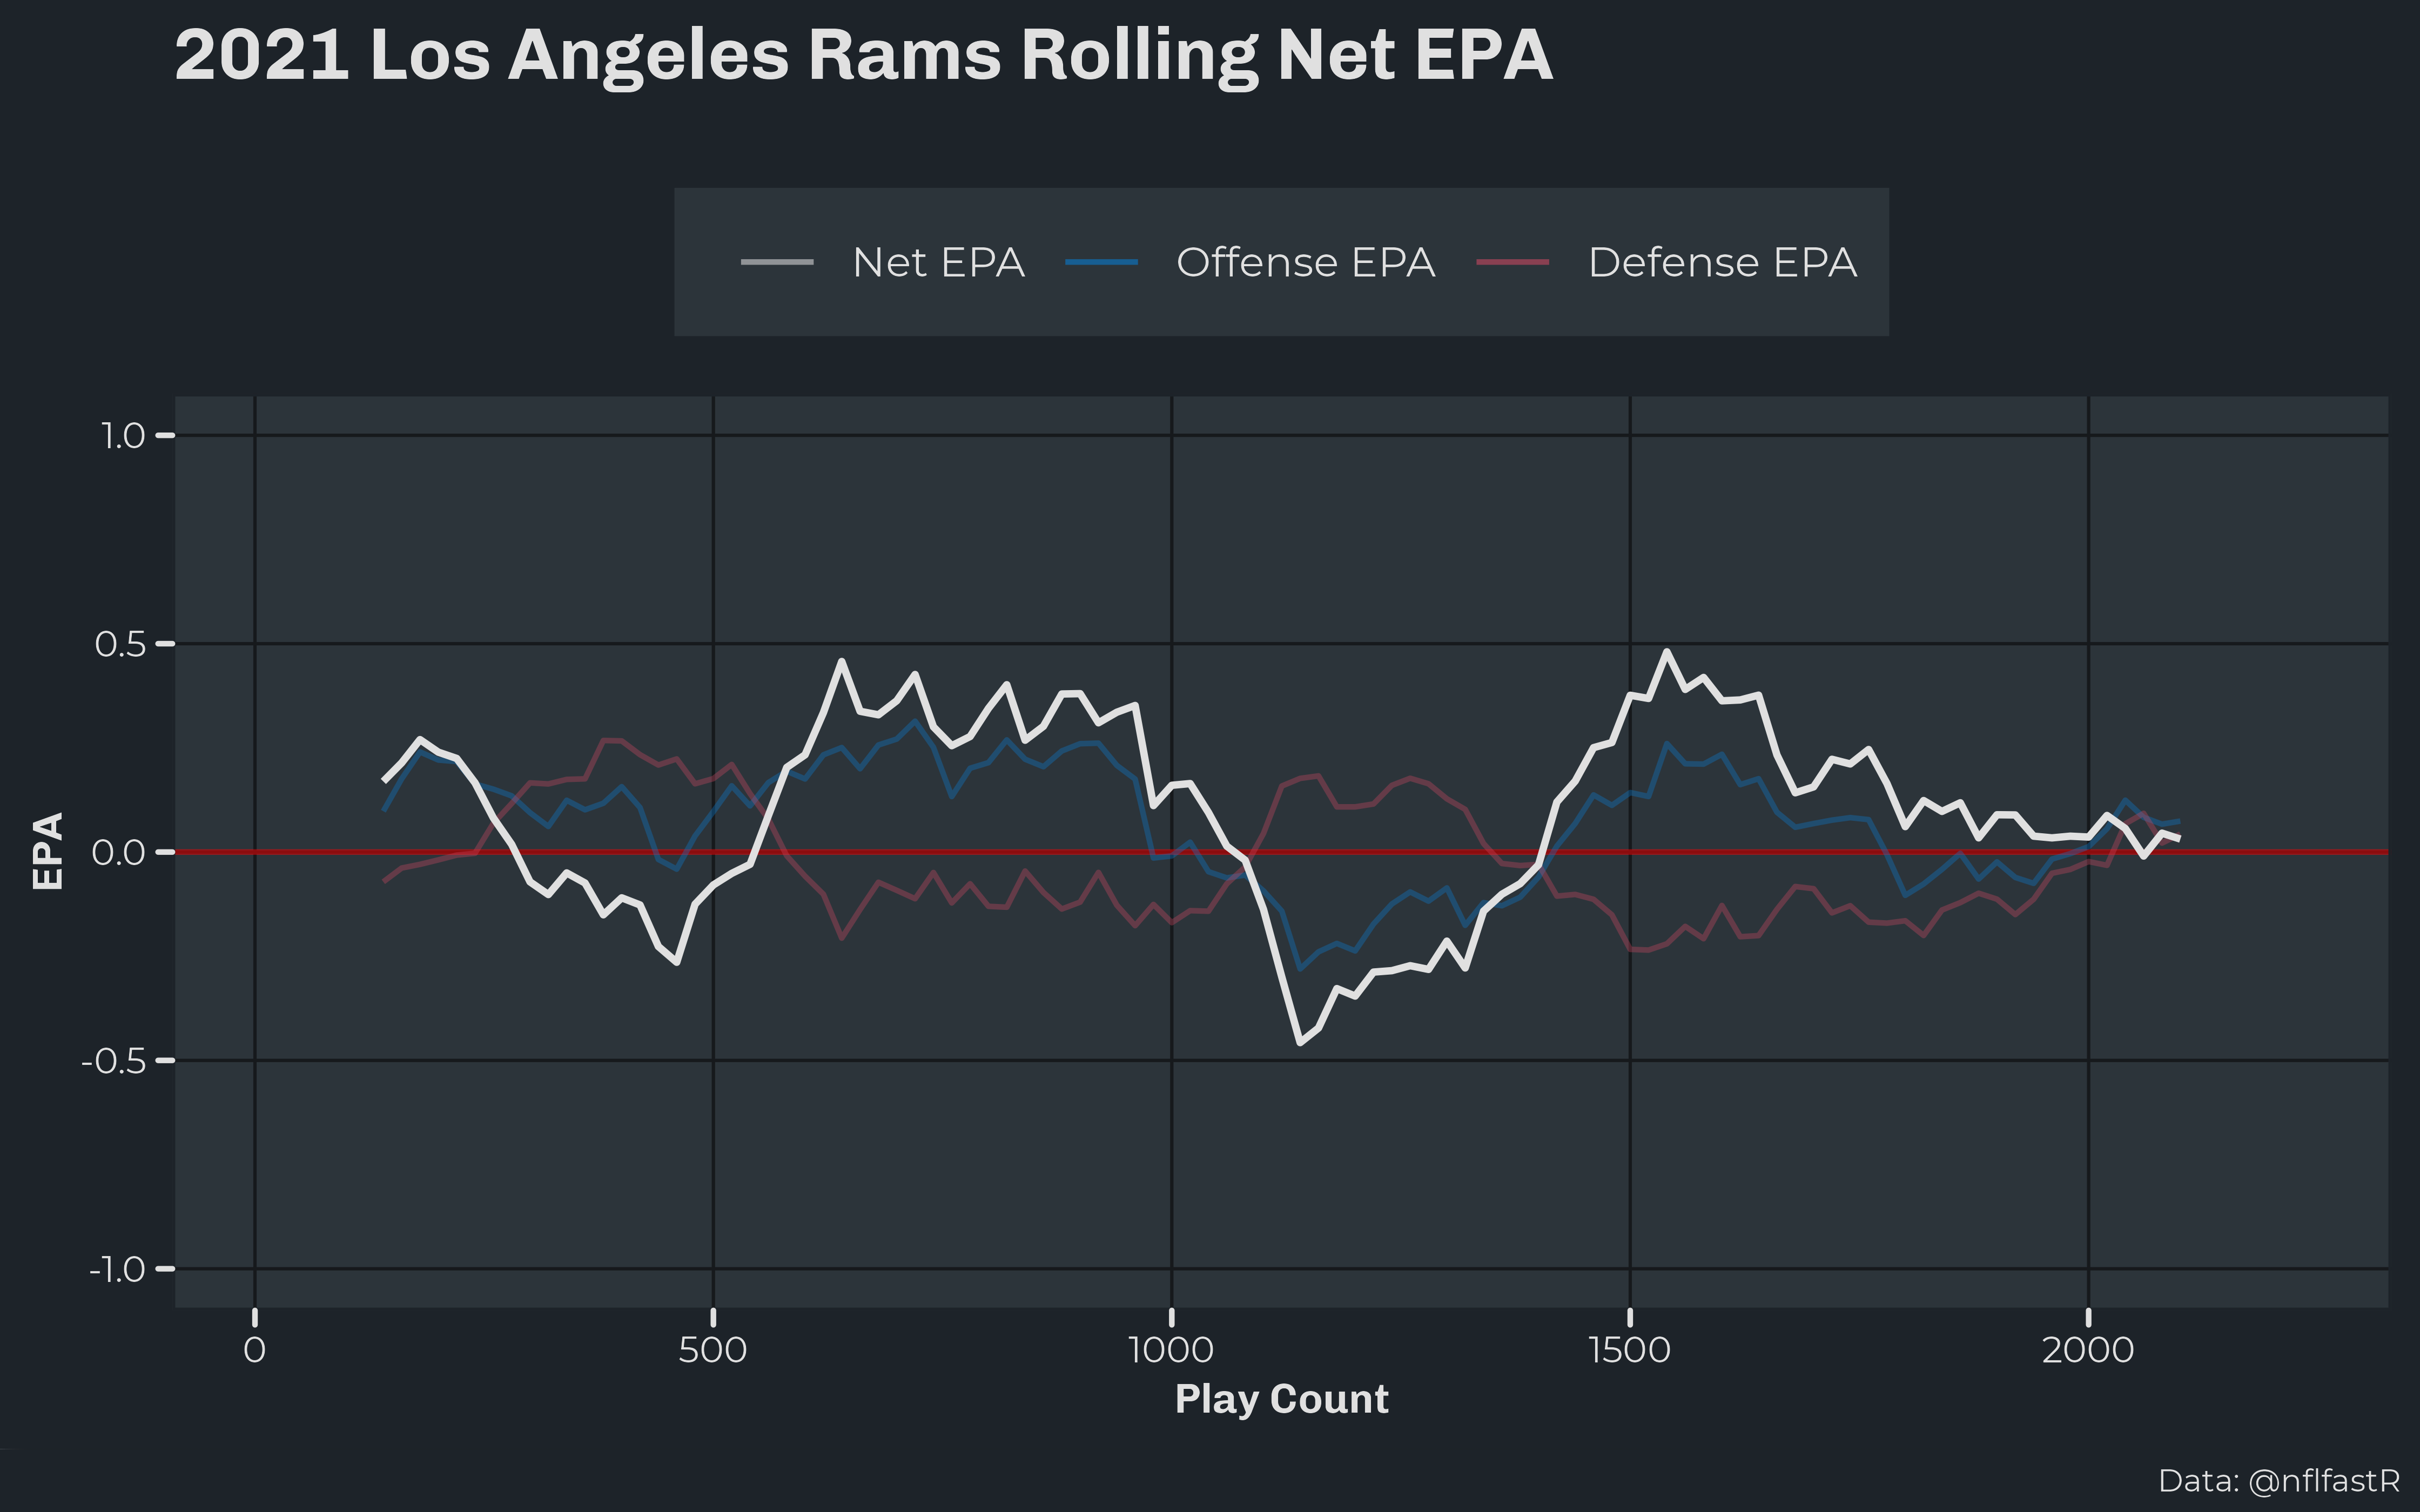 2021 Los Angeles Rams Rolling Net EPA
Net EPA Offense EPA Defense EPA
1.0
0.5
0.0
-0.5
-1.0
EPA
0 500 1000 1500 2000
Play Count
Data: @nflfastR